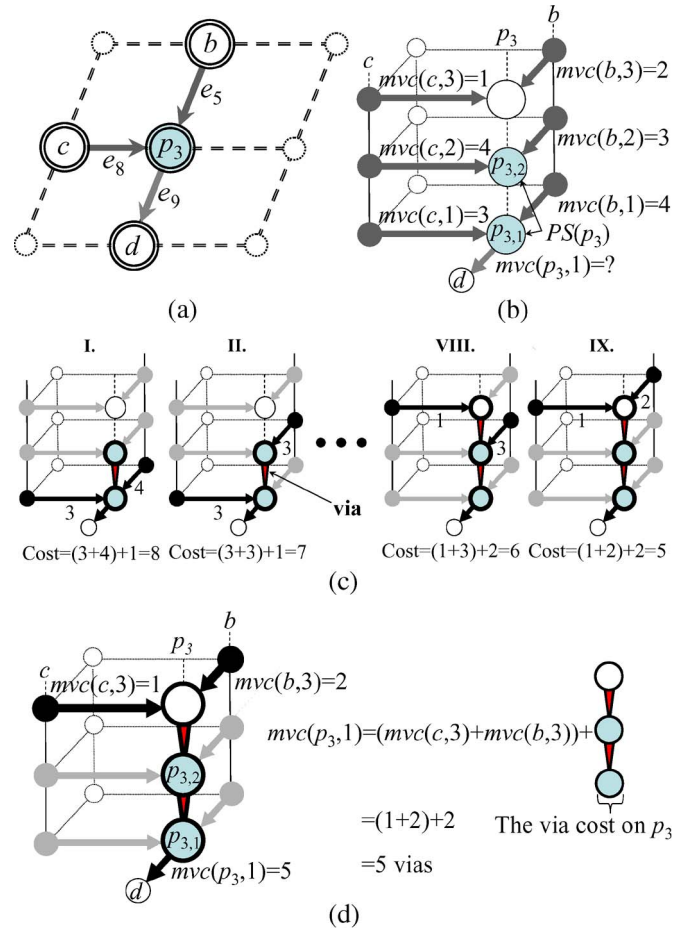 b
e5
c
p3
e8
e9
d
(a)
b
p3
c
mvc(c,3)=1
mvc(b,3)=2
mvc(c,2)=4
mvc(b,2)=3
p3,2
mvc(c,1)=3
mvc(b,1)=4
p3,1
PS(p3)
mvc(p3,1)=?
d
(b)
I. II. VIII. IX.
1 1 2
3 3
4
3 3
via
Cost=(3+4)+1=8 Cost=(3+3)+1=7 Cost=(1+3)+2=6 Cost=(1+2)+2=5
(c)
b
p3
c
mvc(c,3)=1
mvc(b,3)=2
mvc(p3,1)=(mvc(c,3)+mvc(b,3))+
p3,2
=(1+2)+2
The via cost on p3
p3,1
mvc(p3,1)=5
=5 vias
d
(d)